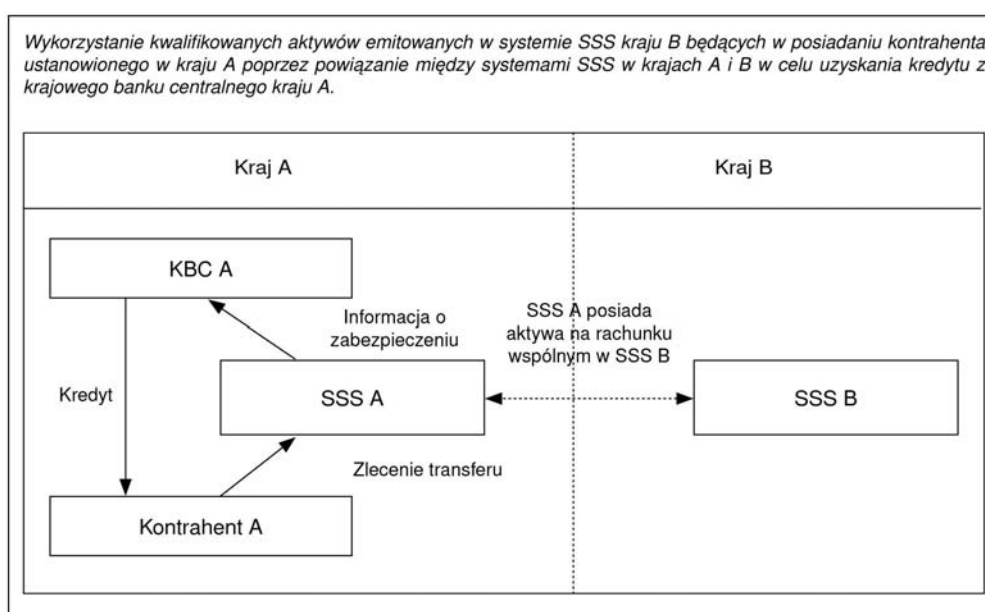 Wykorzystanie kwalifikowanych aktywów emitowanych w systemie SSS kraju B będących w posiadaniu kontrahenta
ustanowionego w kraju A poprzez powiązanie między systemami SSS w krajach A i B w celu uzyskania kredytu z
krajowego banku centralnego kraju A.
Kraj A
Kraj B
KBC A
Informacja o
zabezpieczeniu
SSS A posiada
aktywa na rachunku
wspólnym w SSS B
Kredyt
SSS A
SSS B
Zlecenie transferu
Kontrahent A